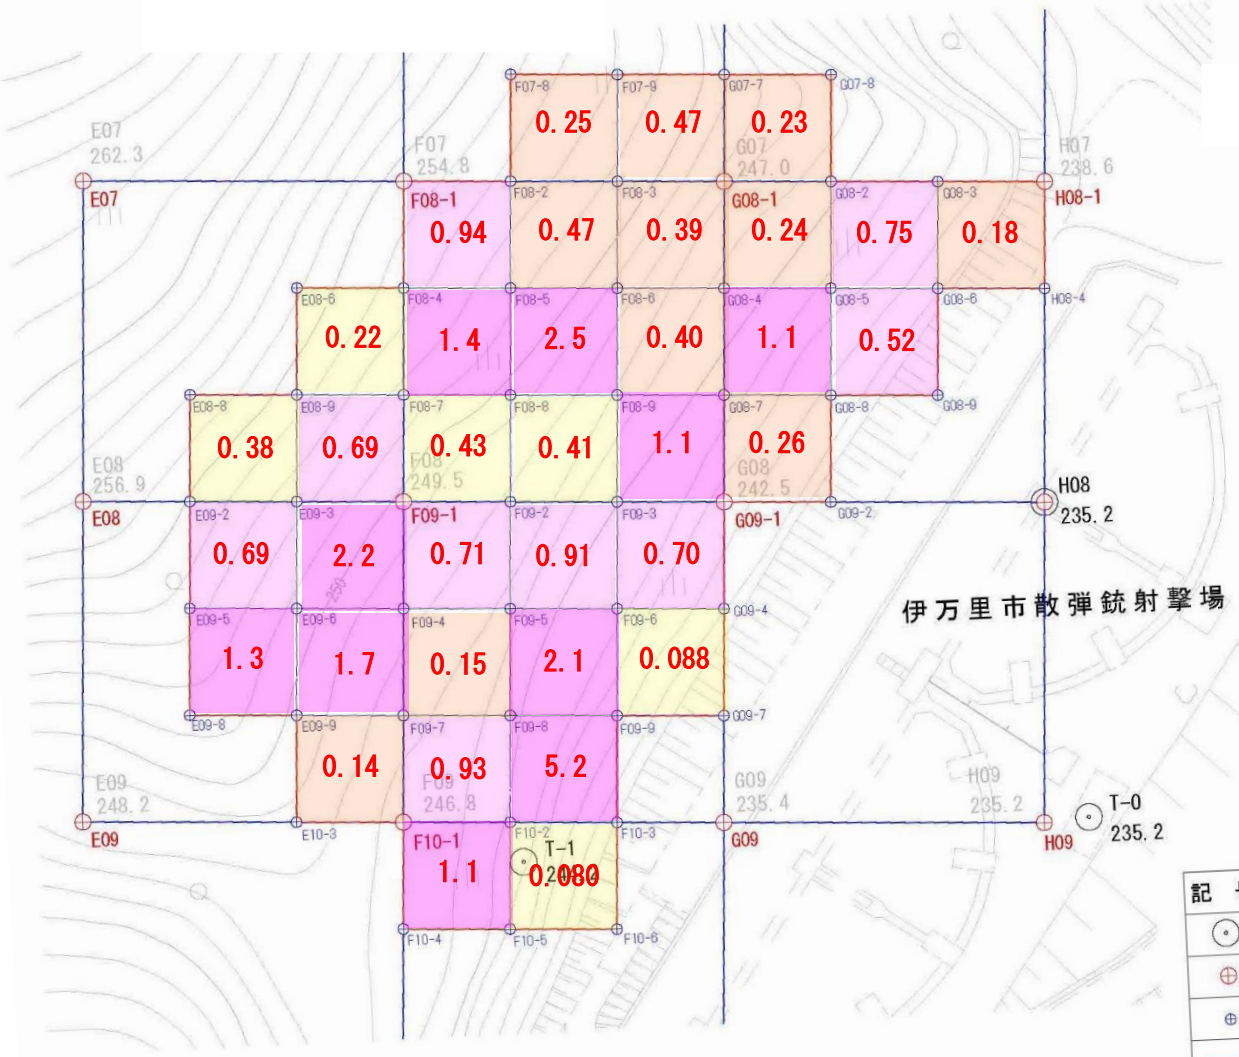 F07-8 F07-9 G07-7 G07-8
0.25 0.47 0.23
E07 262.3
F07 254.8
G07 247.0
H07 238.6
E07 F08-1 F08-2 F08-3 G08-1 G08-2 G08-3 H08-1
0.94 0.47 0.39 0.24 0.75 0.18
E08-6 F08-4 F08-5 F08-6 G08-4 G08-5 G08-6 H08-4
0.22 1.4 2.5 0.40 1.1 0.52
E08-8 E08-9 F08-7 F08-8 F08-9 G08-7 G08-8 G08-9
0.38 0.69 0.43 0.41 1.1 0.26
E08 256.9
F08 249.5
G08 242.5
H08
235.2
E08 E09-2 E09-3 F09-1 F09-2 F09-3 G09-1 G09-2
0.69 2.2 0.71 0.91 0.70
250
伊万里市散弾銃射撃場
E09-5 E09-6 F09-4 F09-5 F09-6 G09-4
1.3 1.7 0.15 2.1 0.088
E09-8 E09-9 F09-7 F09-8 F09-9 G09-7
0.14 0.93 5.2
E09 248.2
F09 246.8
G09 235.4
H09 235.2
T-0
235.2
E09 E10-3 F10-1 F10-2 F10-3 G09 H09
T-1
1.1 0.080
F10-4 F10-5 F10-6
記